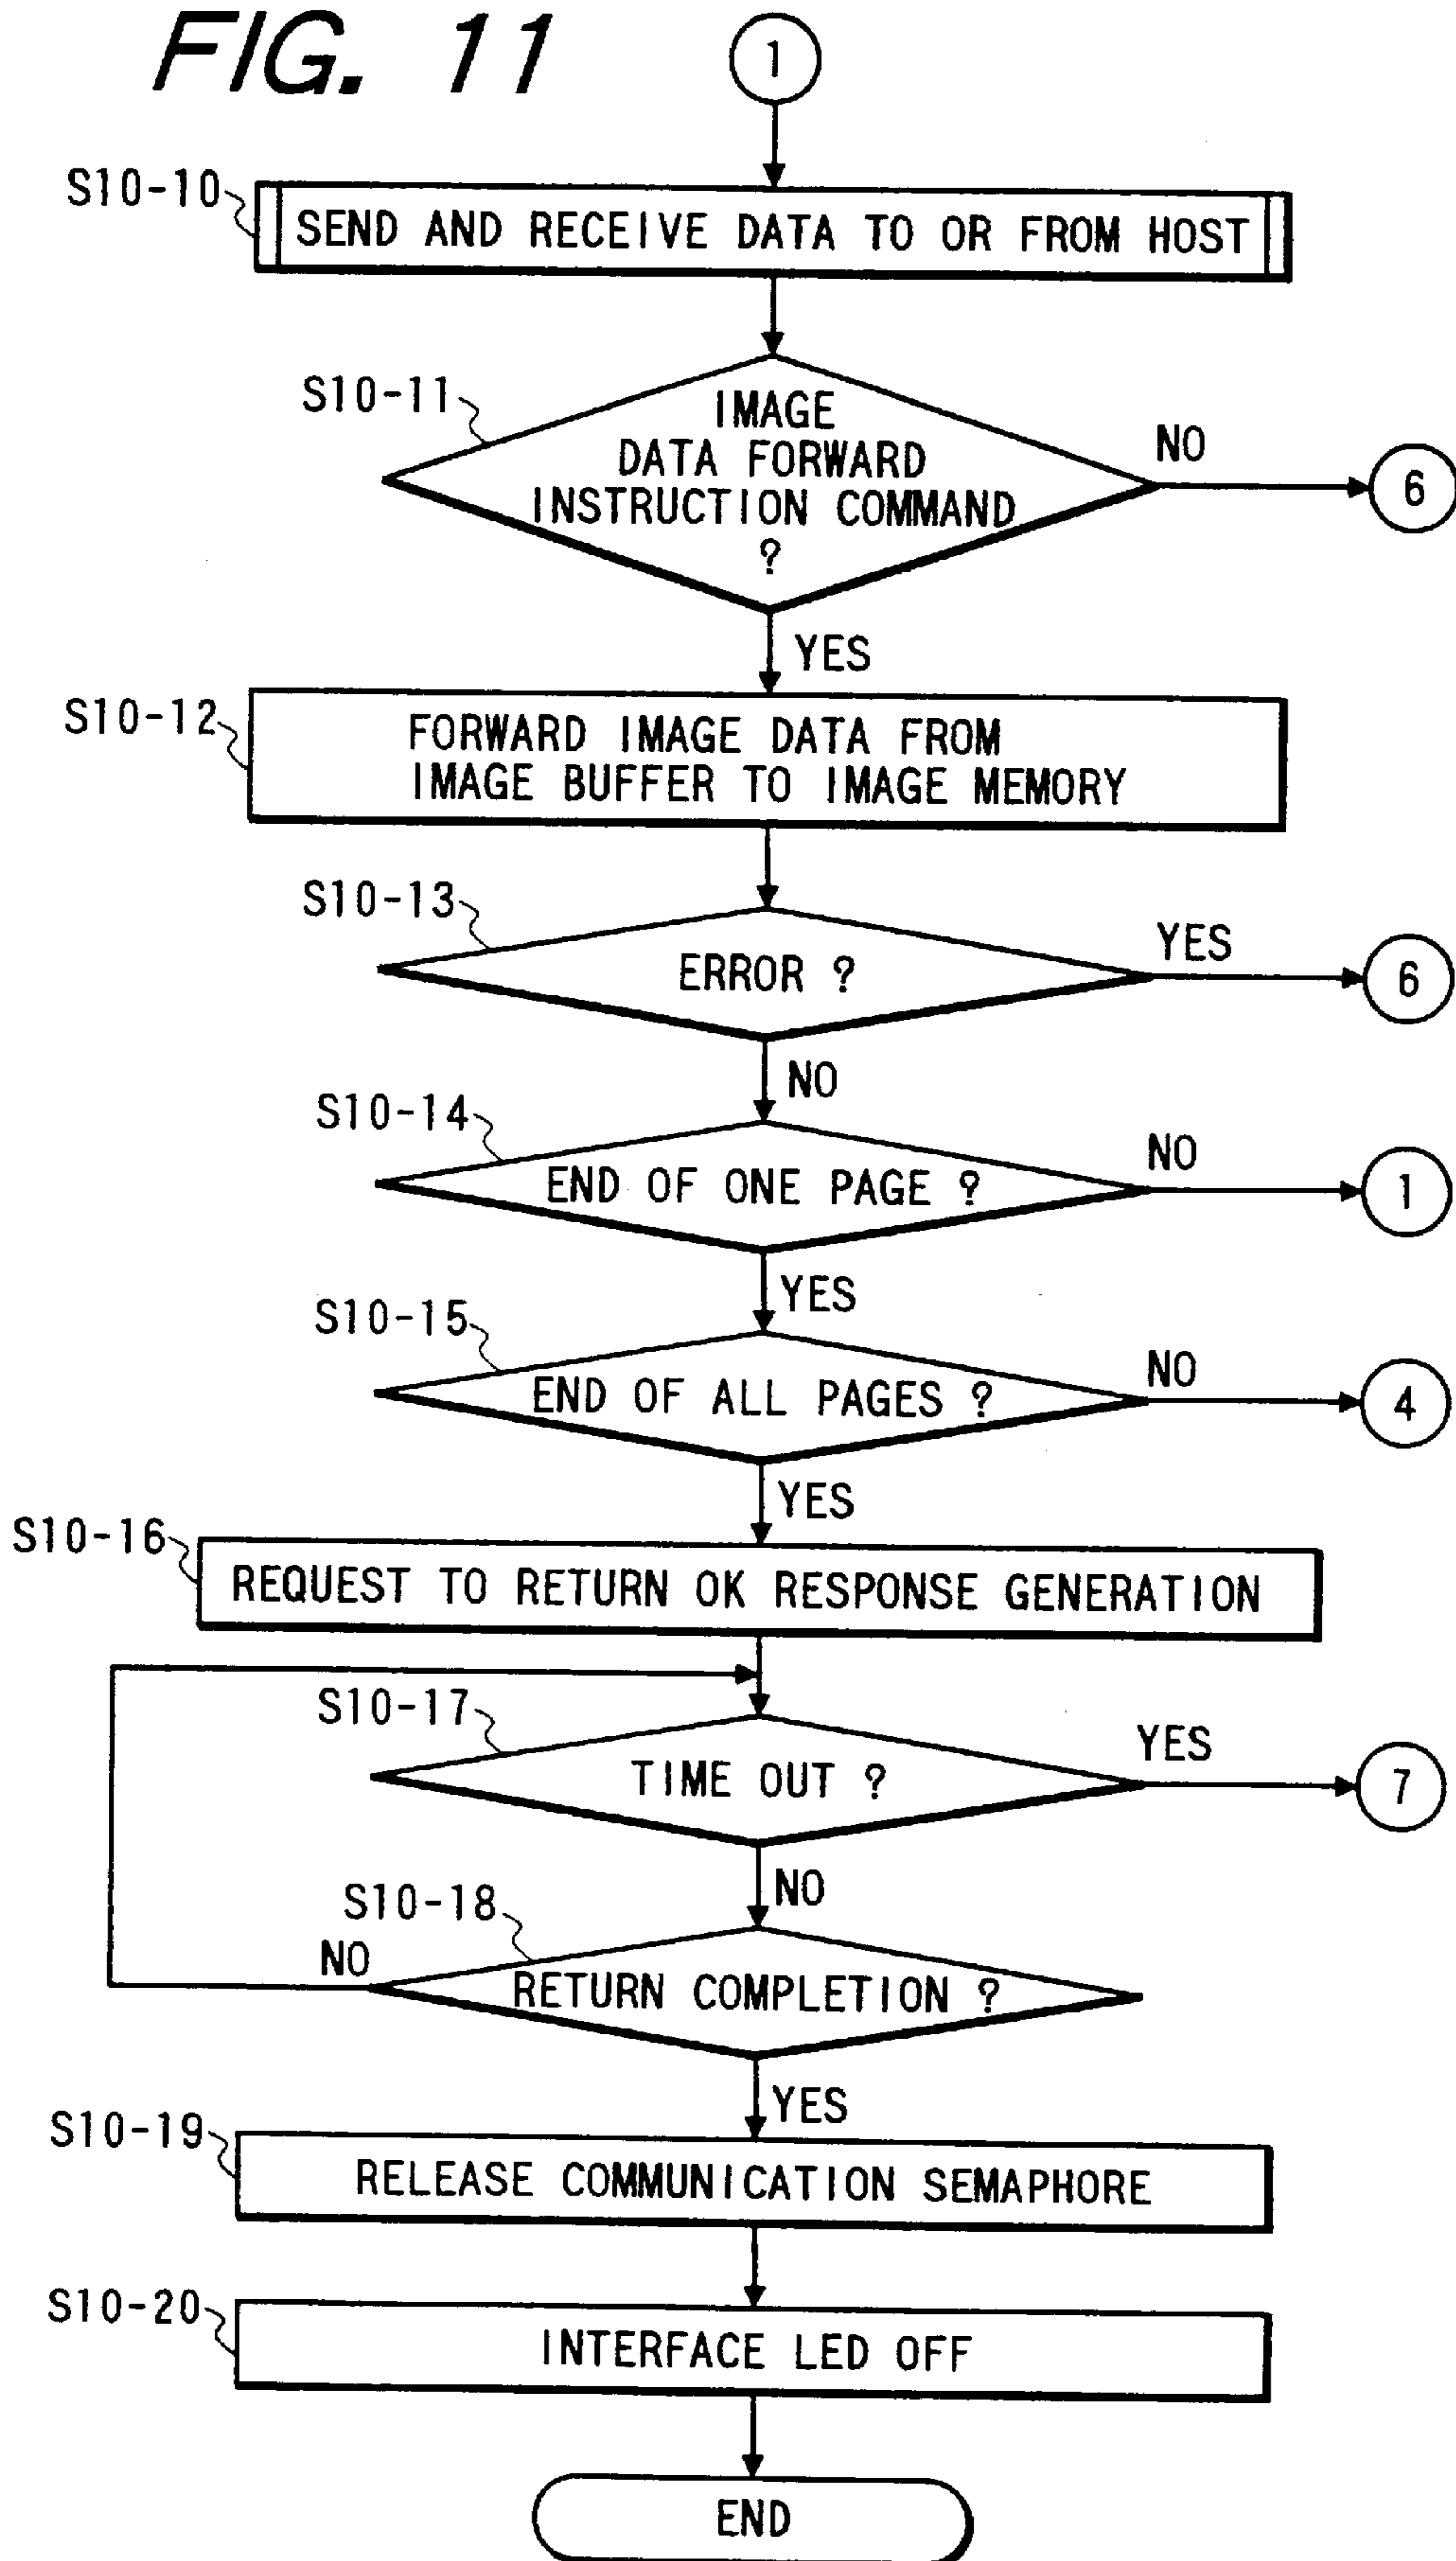 FIG. 11
1
S10-10
SEND AND RECEIVE DATA TO OR FROM HOST
S10-11
IMAGE
DATA FORWARD
INSTRUCTION COMMAND
?
NO
6
YES
S10-12
FORWARD IMAGE DATA FROM
IMAGE BUFFER TO IMAGE MEMORY
S10-13
ERROR ?
YES
6
NO
S10-14
END OF ONE PAGE ?
NO
1
YES
S10-15
END OF ALL PAGES ?
NO
4
YES
S10-16
REQUEST TO RETURN OK RESPONSE GENERATION
S10-17
TIME OUT ?
YES
7
NO
S10-18
NO
RETURN COMPLETION ?
YES
S10-19
RELEASE COMMUNICATION SEMAPHORE
S10-20
INTERFACE LED OFF
END